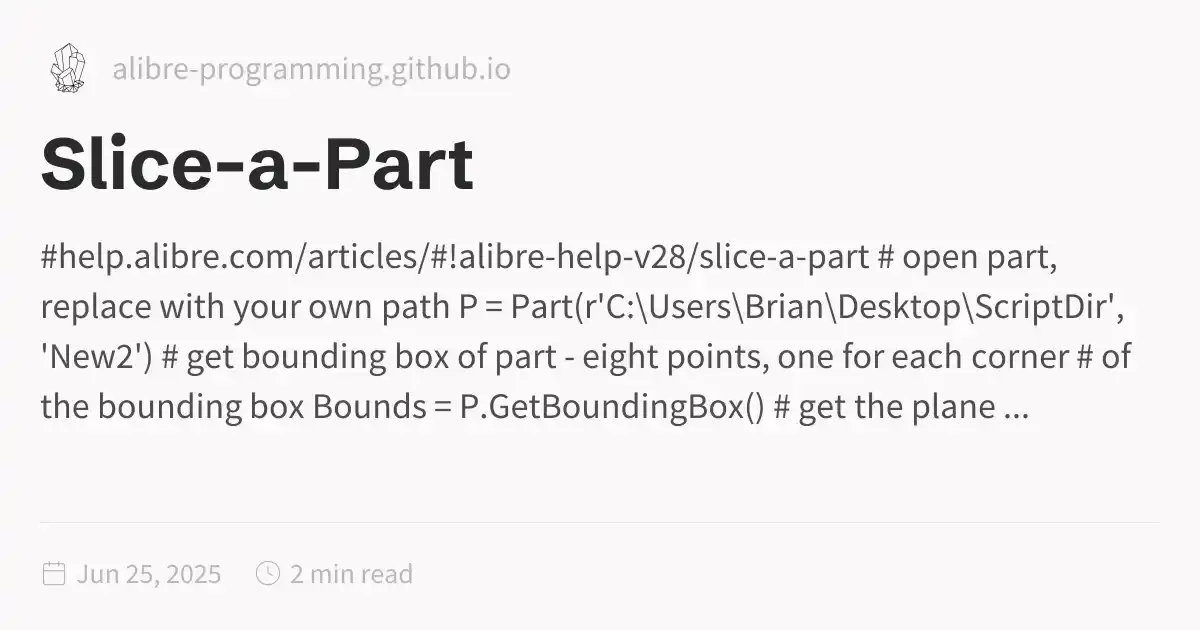 alibre-programming.github.io
Slice-a-Part
#help.alibre.com/articles/#!alibre-help-v28/slice-a-part # open part,
replace with your own path P = Part(r'C:\Users\Brian\Desktop\ScriptDir',
'New2') # get bounding box of part - eight points, one for each corner # of
the bounding box Bounds = P.GetBoundingBox() # get the plane ...
Jun 25, 2025 2 min read